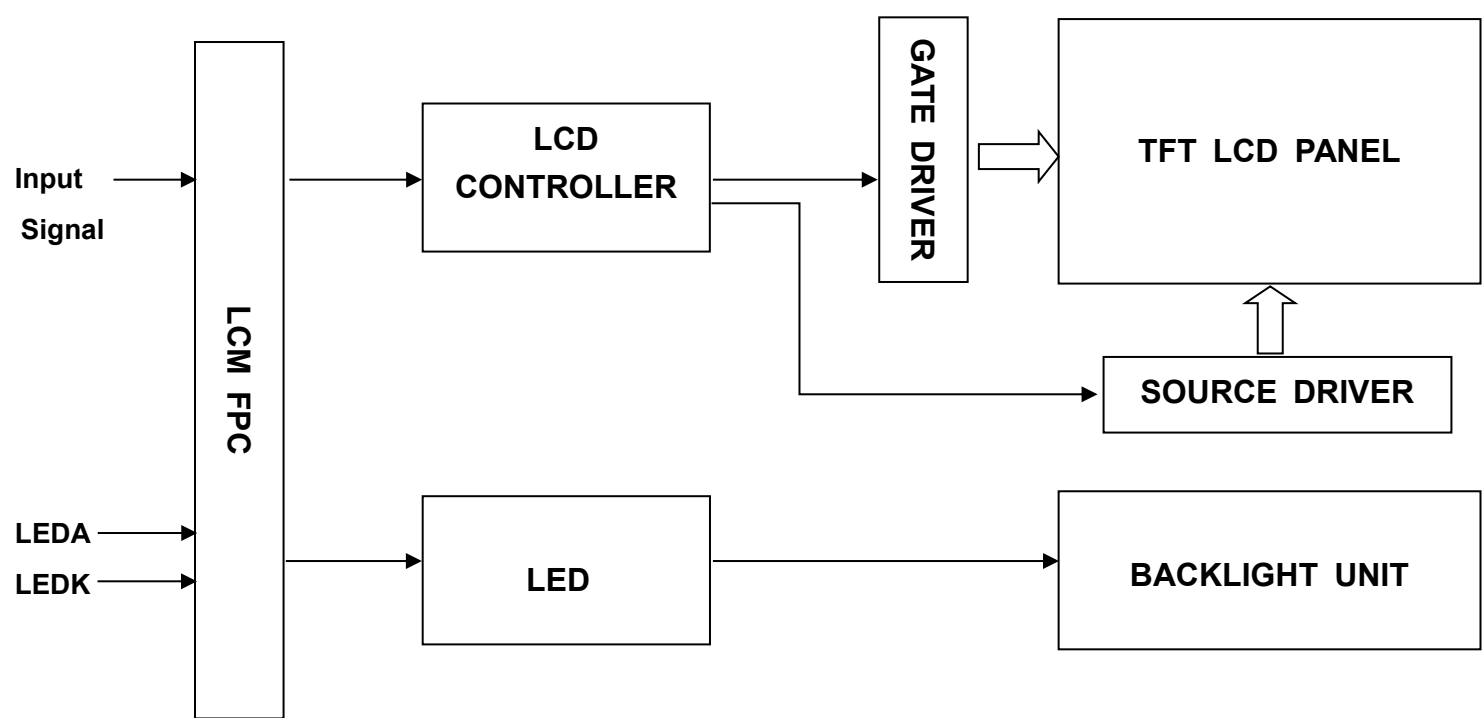 Input
Signal
LEDA
LEDK
LCM FPC
LCD
CONTROLLER
LED
GATE DRIVER
TFT LCD PANEL
SOURCE DRIVER
BACKLIGHT UNIT